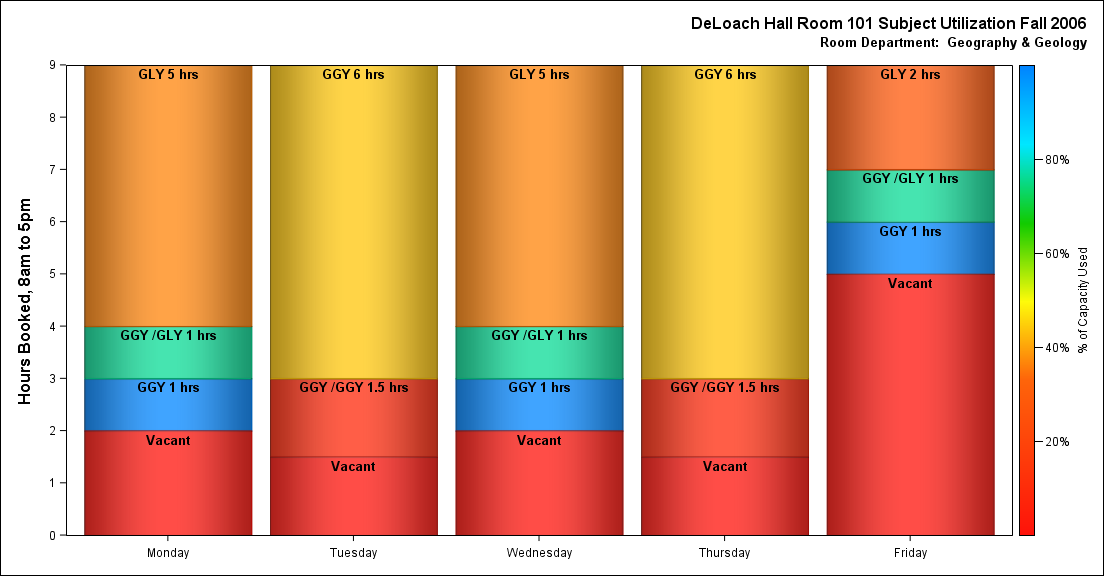 DeLoach Hall Room 101 Subject Utilization Fall 2006
Room Department:  Geography & Geology
Hours Booked, 8am to 5pm
9
8
7
6
5
4
3
2
1
0
GLY 5 hrs
GGY /GLY 1 hrs
GGY 1 hrs
Vacant
GGY 6 hrs
GGY /GGY 1.5 hrs
Vacant
GLY 5 hrs
GGY /GLY 1 hrs
GGY 1 hrs
Vacant
GGY 6 hrs
GGY /GGY 1.5 hrs
Vacant
GLY 2 hrs
GGY /GLY 1 hrs
GGY 1 hrs
Vacant
Monday
Tuesday
Wednesday
Thursday
Friday
80%
60%
40%
20%
% of Capacity Used